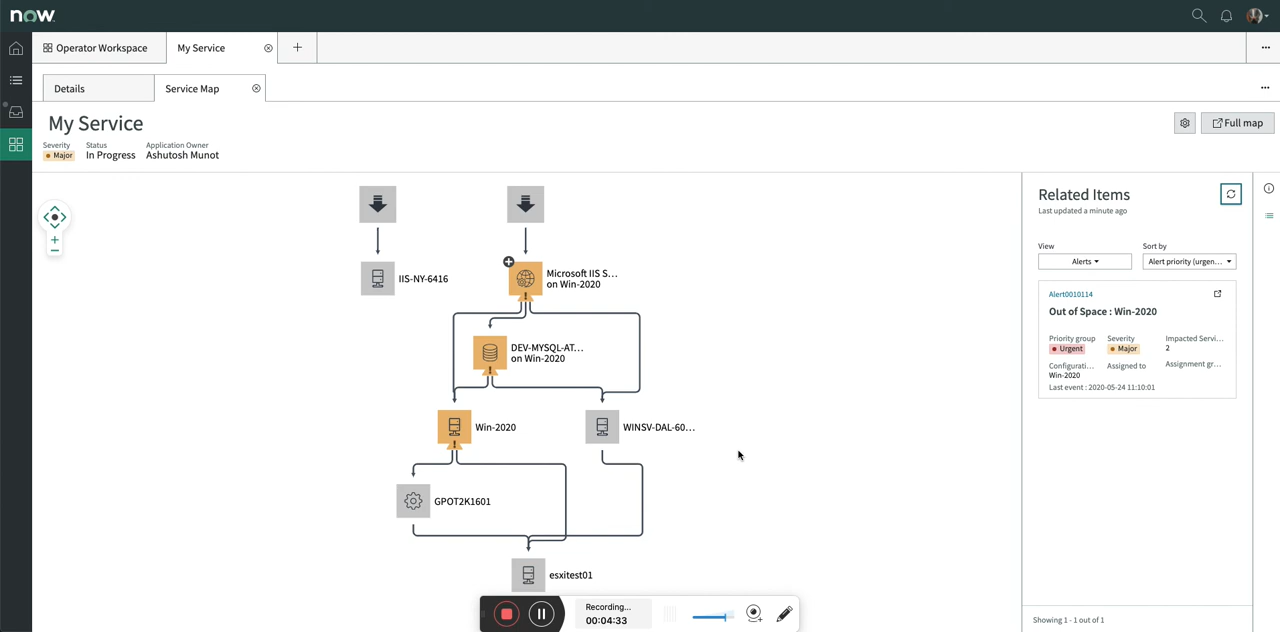 now.
Operator Workspace
My Service
Details
Service Map
My Service
Full map
Severity
Status
Application Owner
Major
In Progress
Ashutosh Munot
IIS-NY-6416
Microsoft IIS S...
on Win-2020
DEV-MYSQL-AT...
on Win-2020
Win-2020
WINSV-DAL-60...
GPOT2K1601
esxitest01
Related Items
Last updated a minute ago
View
Sort by
Alerts
Alert priority (urgen...
Alert0010114
Out of Space : Win-2020
Priority group
Severity
Impacted Servi...
Urgent
Major
2
Configurati...
Assigned to
Assignment gr...
Win-2020
Last event : 2020-05-24 11:10:01
Showing 1 - 1 out of 1
Recording...
00:04:33